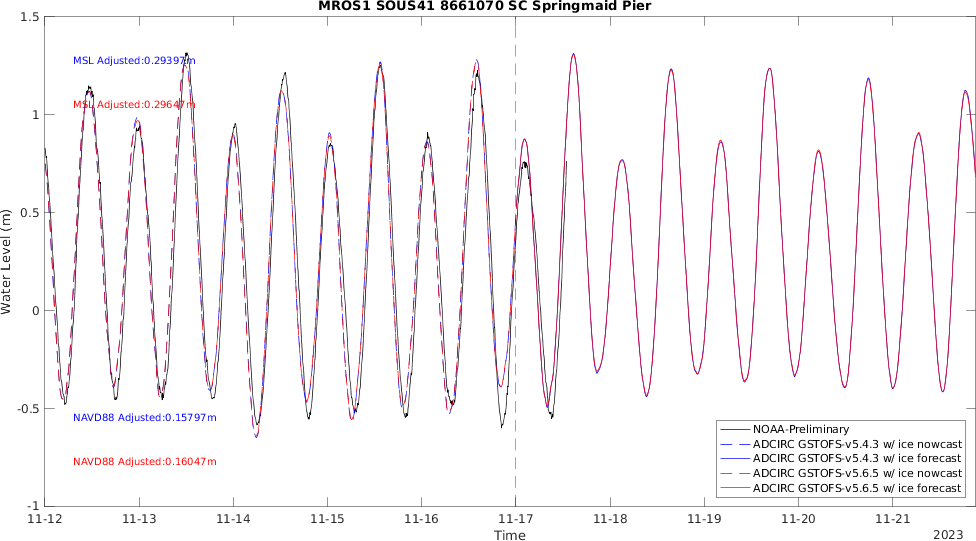 MROS1 SOUS41 8661070 SC Springmaid Pier
1.5
MSL Adjusted:0.29397m
MSL Adjusted:0.29647m
1
0.5
Water Level (m)
0
-0.5
NAVD88 Adjusted:0.15797m
NAVD88 Adjusted:0.16047m
NOAA-Preliminary
ADCIRC GSTOFS-v5.4.3 w/ ice nowcast
ADCIRC GSTOFS-v5.4.3 w/ ice forecast
ADCIRC GSTOFS-v5.6.5 w/ ice nowcast
ADCIRC GSTOFS-v5.6.5 w/ ice forecast
-1
11-12 11-13 11-14 11-15 11-16 11-17 11-18 11-19 11-20 11-21
Time
2023